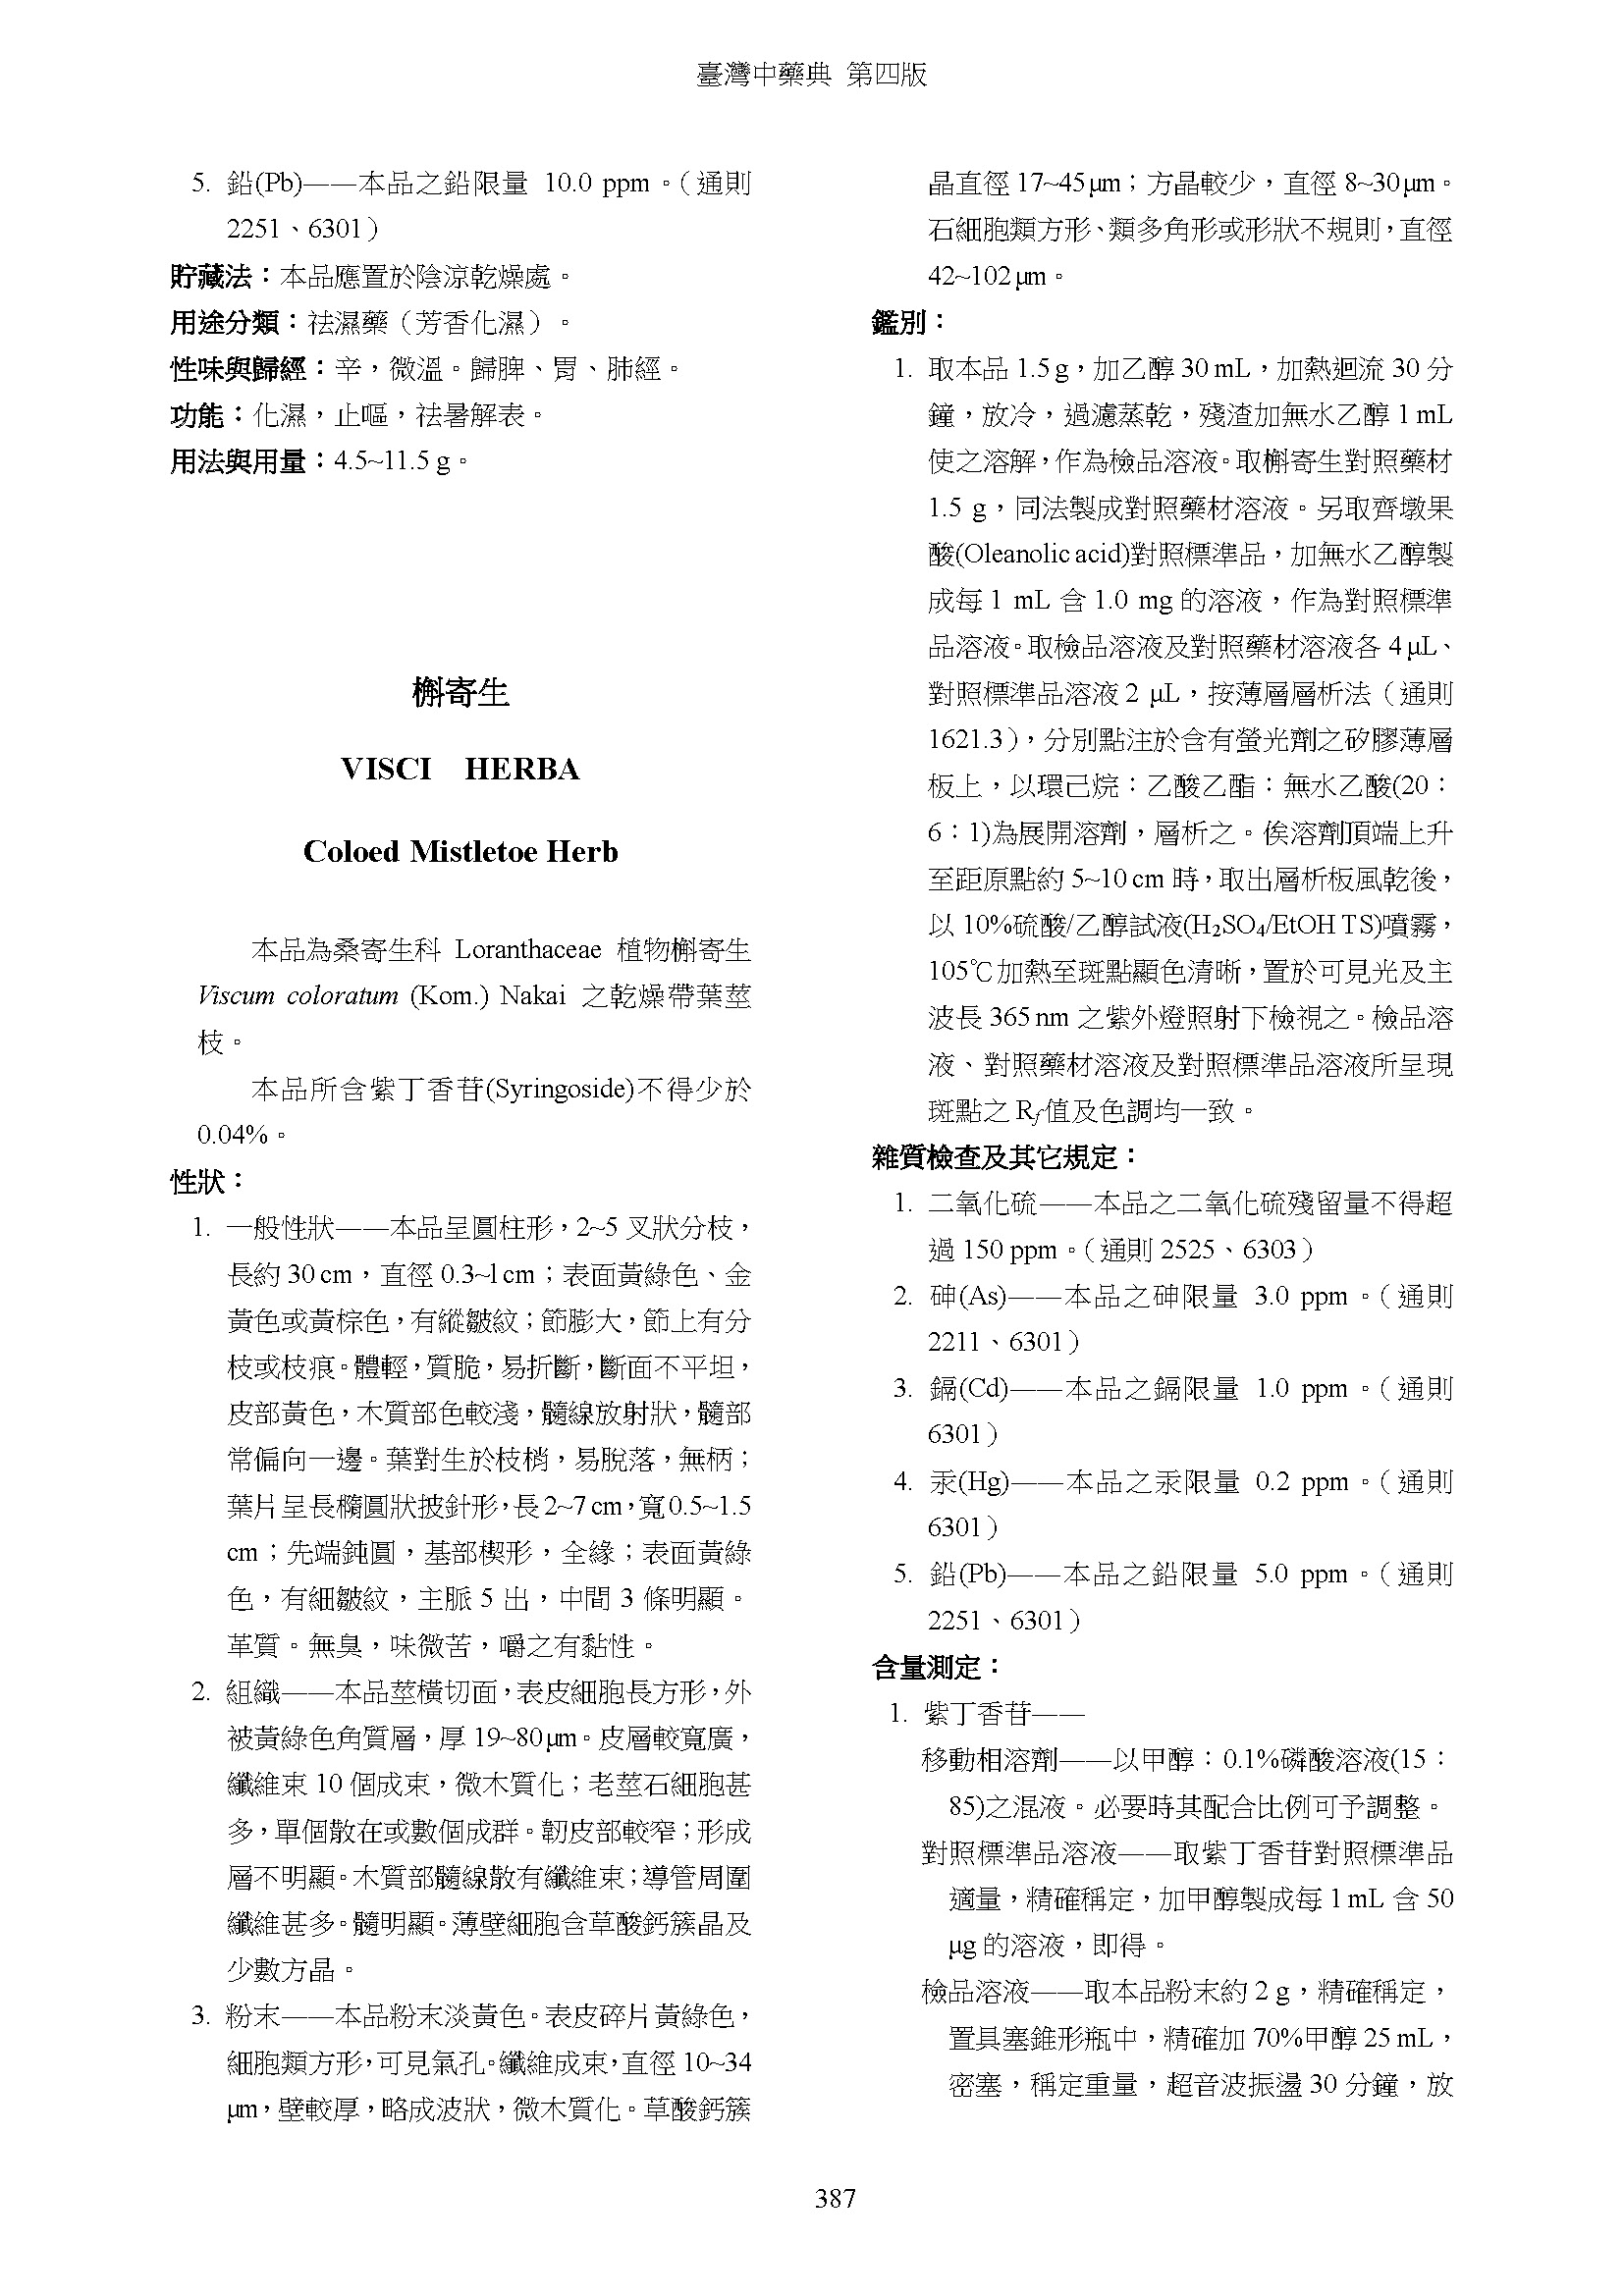 臺灣中藥典 第四版
5. 鉛(Pb)——本品之鉛限量 10.0 ppm。（通則
2251、6301）
貯藏法：本品應置於陰涼乾燥處。
用途分類：祛濕藥（芳香化濕）。
性味與歸經：辛，微溫。歸脾、胃、肺經。
功能：化濕，止嘔，祛暑解表。
用法與用量：4.5~11.5 g。
槲寄生
VISCI HERBA
Coloed Mistletoe Herb
本品為桑寄生科 Loranthaceae 植物槲寄生
Viscum coloratum (Kom.) Nakai 之乾燥帶葉莖
枝。
本品所含紫丁香苷(Syringoside)不得少於
0.04%。
性狀：
1. 一般性狀——本品呈圓柱形，2~5 叉狀分枝，
長約 30 cm，直徑 0.3~1 cm；表面黃綠色、金
黃色或黃棕色，有縱皺紋；節膨大，節上有分
枝或枝痕。體輕，質脆，易折斷，斷面不平坦，
皮部黃色，木質部色較淺，髓線放射狀，髓部
常偏向一邊。葉對生於枝梢，易脫落，無柄；
葉片呈長橢圓狀披針形，長 2~7 cm，寬 0.5~1.5
cm；先端鈍圓，基部楔形，全緣；表面黃綠
色，有細皺紋，主脈 5 出，中間 3 條明顯。
革質。無臭，味微苦，嚼之有黏性。
2. 組織——本品莖橫切面，表皮細胞長方形，外
被黃綠色角質層，厚 19~80 μm。皮層較寬廣，
纖維束 10 個成束，微木質化；老莖石細胞甚
多，單個散在或數個成群。韌皮部較窄；形成
層不明顯。木質部髓線散有纖維束；導管周圍
纖維甚多。髓明顯。薄壁細胞含草酸鈣簇晶及
少數方晶。
3. 粉末——本品粉末淡黃色。表皮碎片黃綠色，
細胞類方形，可見氣孔。纖維成束，直徑 10~34
μm，壁較厚，略成波狀，微木質化。草酸鈣簇
晶直徑 17~45 μm；方晶較少，直徑 8~30 μm。
石細胞類方形、類多角形或形狀不規則，直徑
42~102 μm。
鑑別：
1. 取本品 1.5 g，加乙醇 30 mL，加熱迴流 30 分
鐘，放冷，過濾蒸乾，殘渣加無水乙醇 1 mL
使之溶解，作為檢品溶液。取槲寄生對照藥材
1.5 g，同法製成對照藥材溶液。另取齊墩果
酸(Oleanolic acid)對照標準品，加無水乙醇製
成每 1 mL 含 1.0 mg 的溶液，作為對照標準
品溶液。取檢品溶液及對照藥材溶液各 4 μL、
對照標準品溶液 2 μL，按薄層層析法（通則
1621.3），分別點注於含有螢光劑之矽膠薄層
板上，以環己烷：乙酸乙酯：無水乙酸(20：
6：1)為展開溶劑，層析之。俟溶劑頂端上升
至距原點約 5~10 cm 時，取出層析板風乾後，
以 10%硫酸/乙醇試液(H₂SO₄/EtOH TS)噴霧，
105℃加熱至斑點顯色清晰，置於可見光及主
波長 365 nm 之紫外燈照射下檢視之。檢品溶
液、對照藥材溶液及對照標準品溶液所呈現
斑點之 Rf值及色調均一致。
雜質檢查及其它規定：
1. 二氧化硫——本品之二氧化硫殘留量不得超
過 150 ppm。（通則 2525、6303）
2. 砷(As)——本品之砷限量 3.0 ppm。（通則
2211、6301）
3. 鎘(Cd)——本品之鎘限量 1.0 ppm。（通則
6301）
4. 汞(Hg)——本品之汞限量 0.2 ppm。（通則
6301）
5. 鉛(Pb)——本品之鉛限量 5.0 ppm。（通則
2251、6301）
含量測定：
1. 紫丁香苷——
移動相溶劑——以甲醇：0.1%磷酸溶液(15：
85)之混液。必要時其配合比例可予調整。
對照標準品溶液——取紫丁香苷對照標準品
適量，精確稱定，加甲醇製成每 1 mL 含 50
μg 的溶液，即得。
檢品溶液——取本品粉末約 2 g，精確稱定，
置具塞錐形瓶中，精確加 70%甲醇 25 mL，
密塞，稱定重量，超音波振盪 30 分鐘，放
387